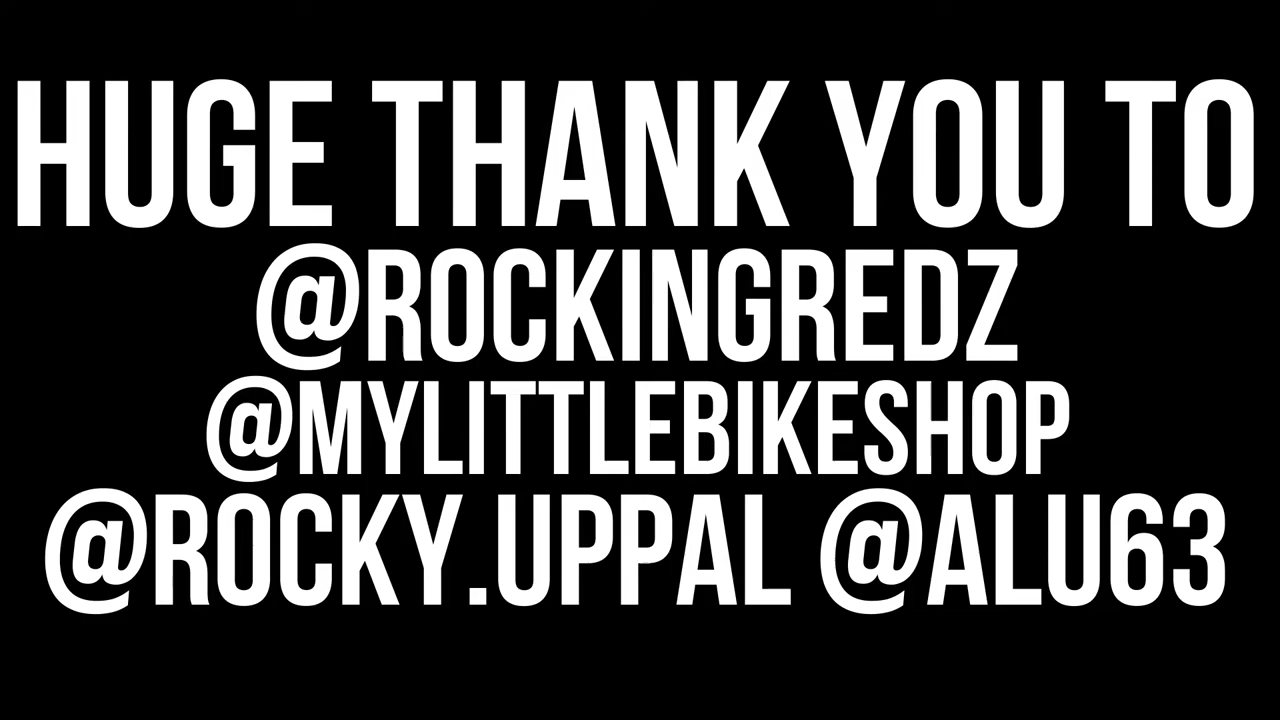 HUGE THANK YOU TO
@ROCKINGREDZ
@MYLITTLEBIKESHOP
@ROCKY.UPPAL @ALU63